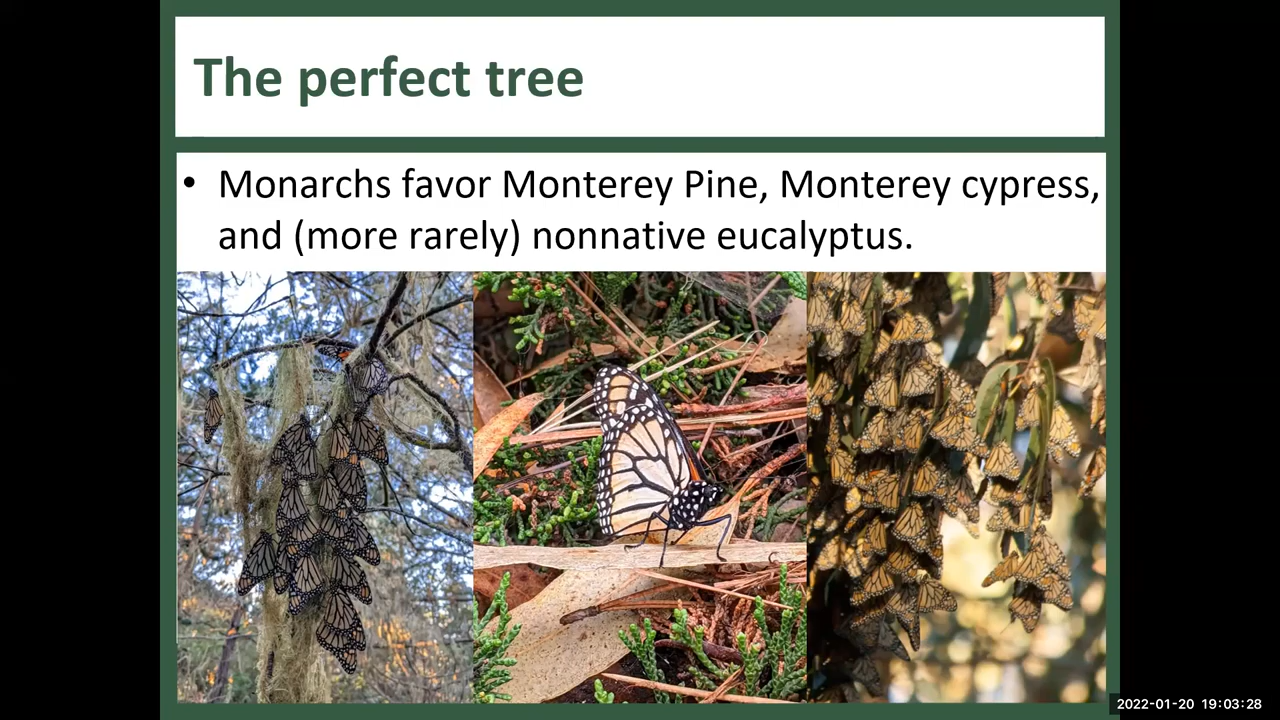 The perfect tree
• Monarchs favor Monterey Pine, Monterey cypress,
and (more rarely) nonnative eucalyptus.
2022-01-20 19:03:28